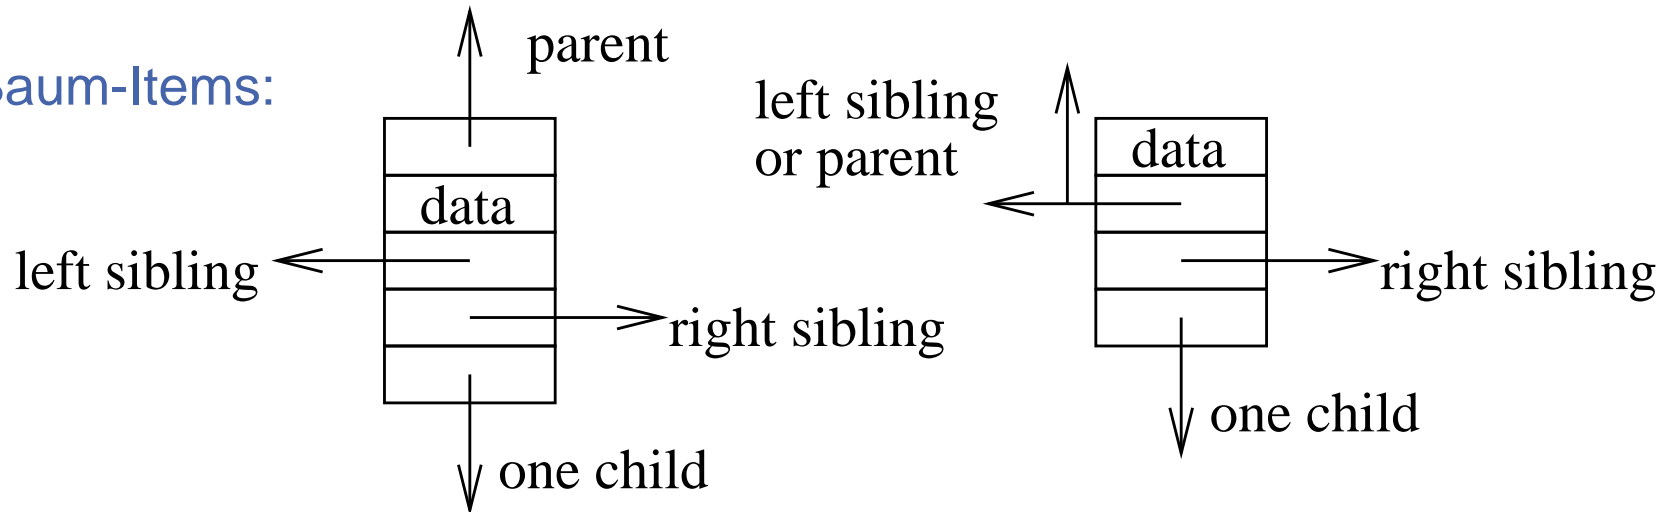 aum-Items:
parent
data
left sibling
right sibling
one child
left sibling
or parent
data
right sibling
one child